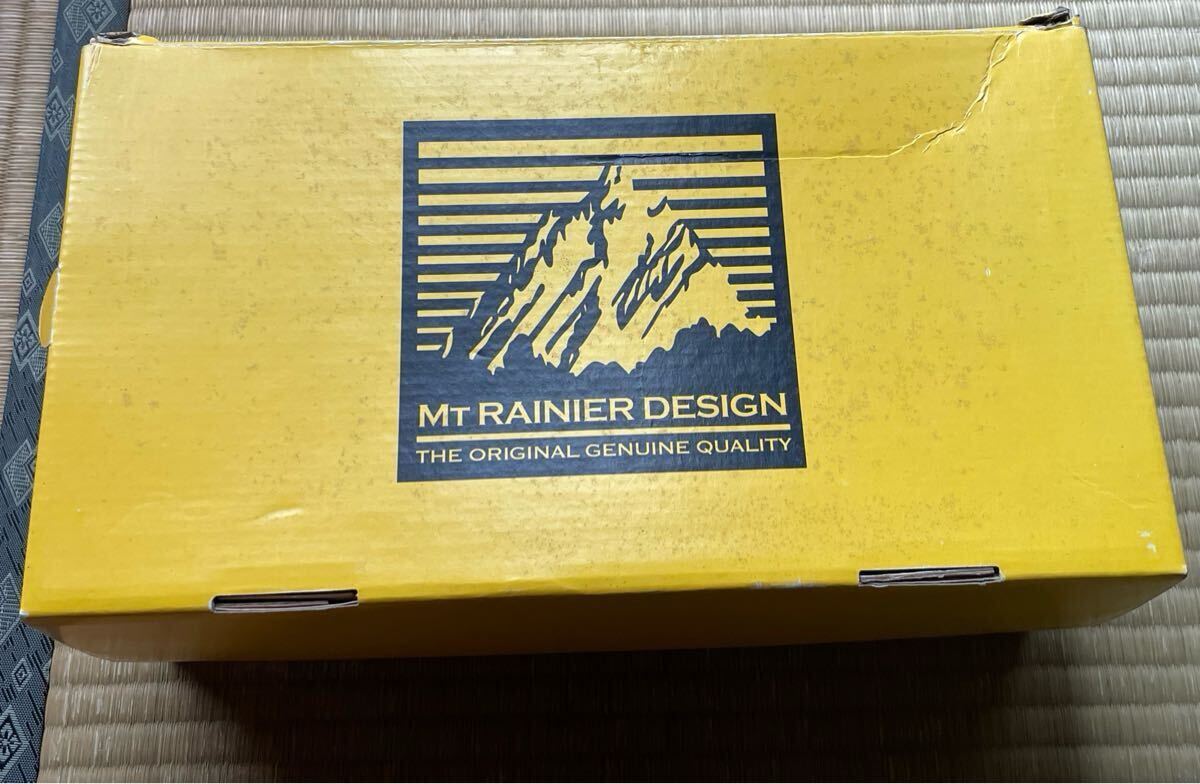 MT RAINIER DESIGN
THE ORIGINAL GENUINE QUALITY